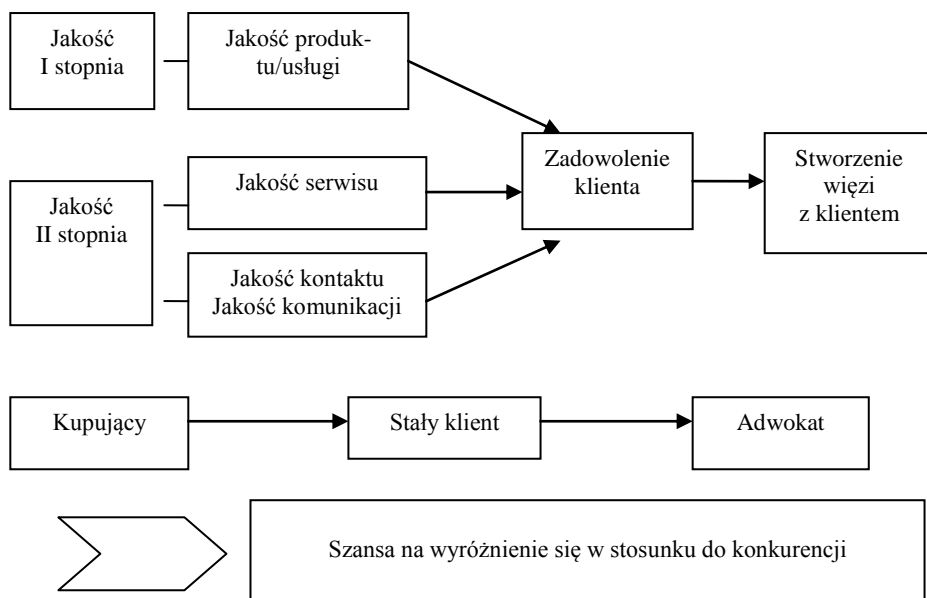 Jakość
I stopnia
Jakość produk-
tu/usługi
Zadowolenie
klienta
Stworzenie
więzi
z klientem
Jakość
II stopnia
Jakość serwisu
Jakość kontaktu
Jakość komunikacji
Kupujący
Stały klient
Adwokat
Szansa na wyróżnienie się w stosunku do konkurencji